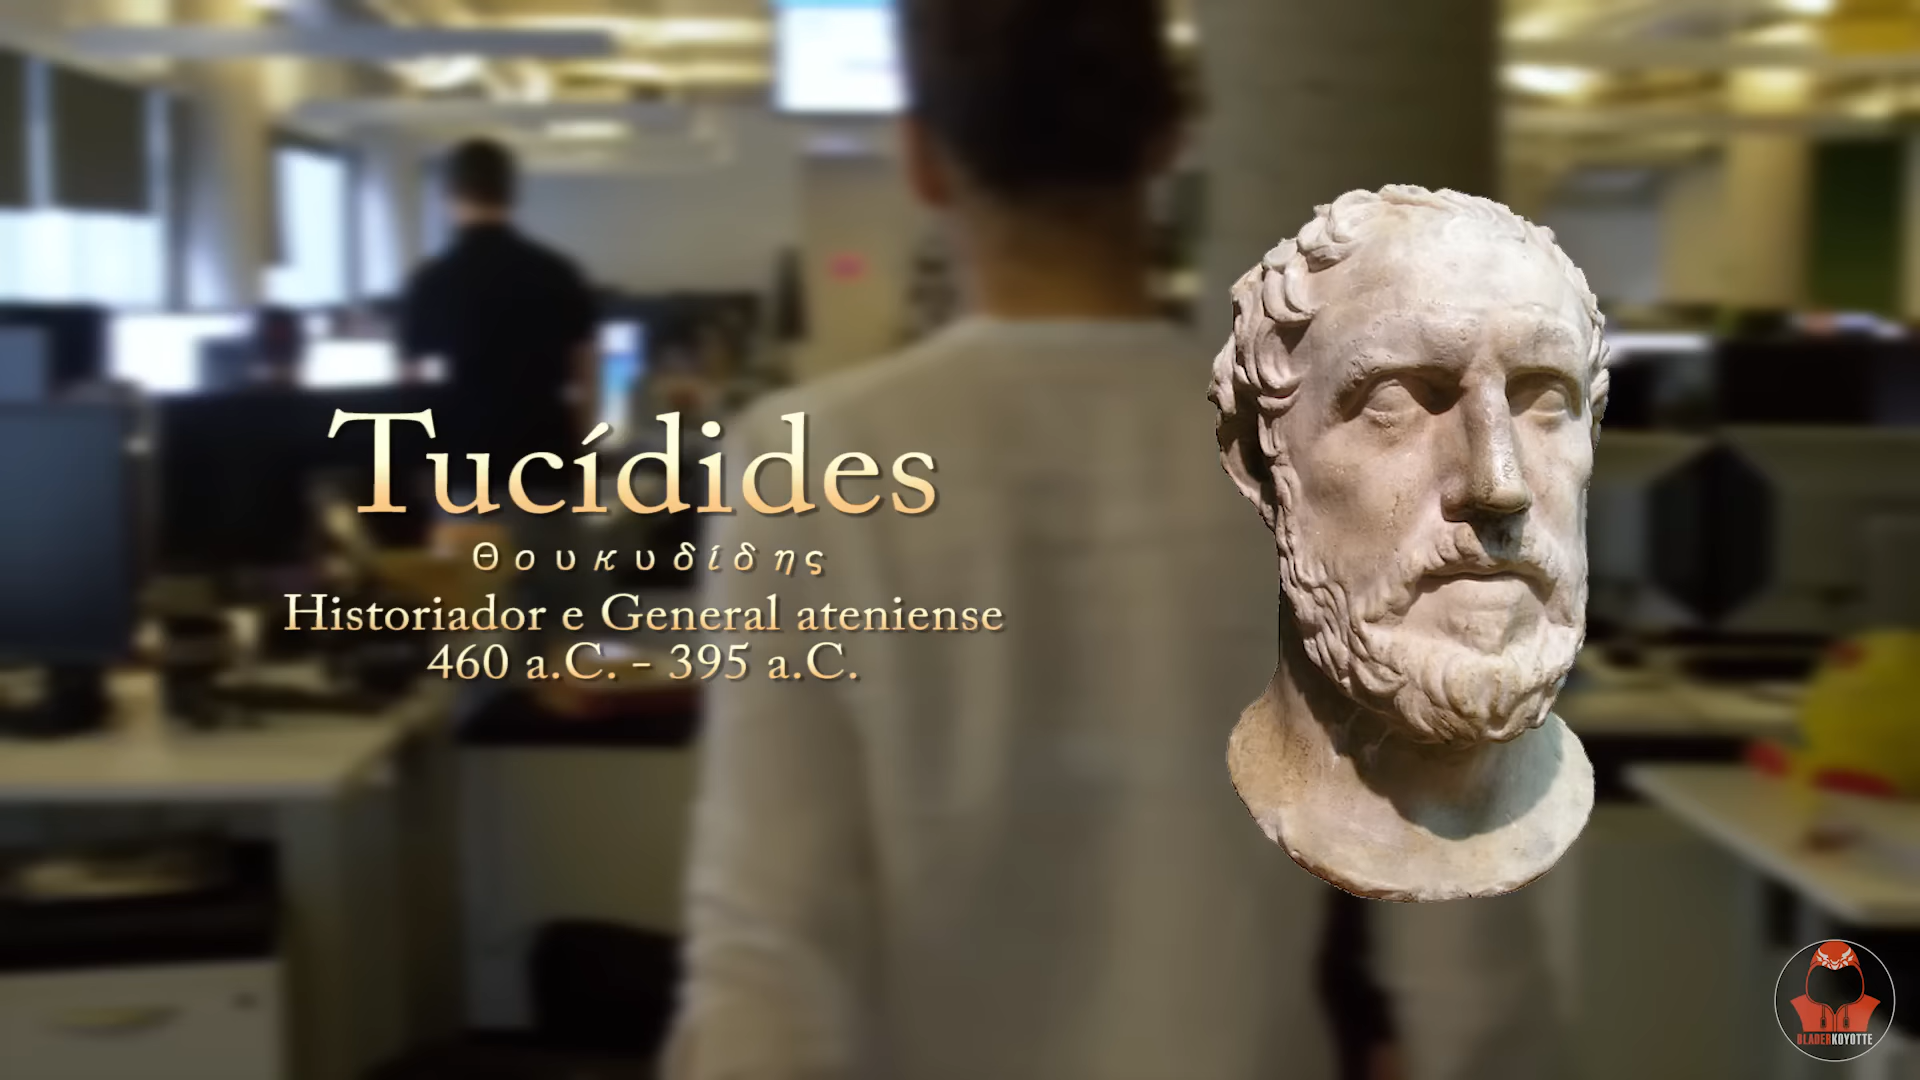 Tucídides
Θουκυδίδης
Historiador e General ateniense
460 a.C. - 395 a.C.
BLADERKOYOTTE